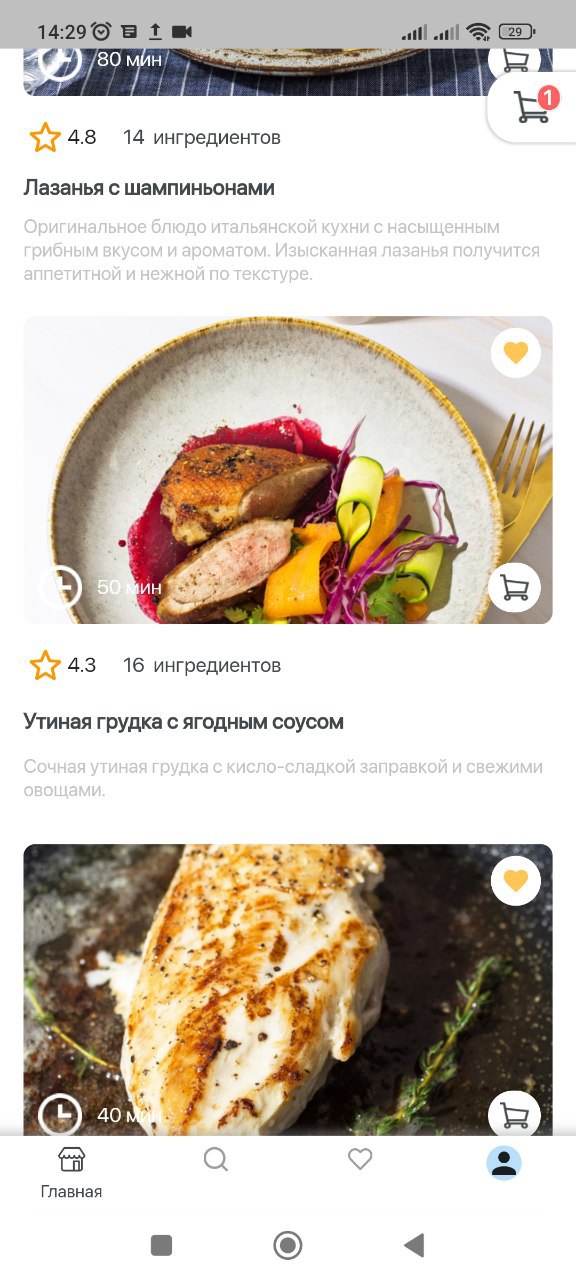 14:29
29
80 мин
1
4.8 14 ингредиентов
Лазанья с шампиньонами
Оригинальное блюдо итальянской кухни с насыщенным
грибным вкусом и ароматом. Изысканная лазанья получится
аппетитной и нежной по текстуре.
50 мин
4.3 16 ингредиентов
Утиная грудка с ягодным соусом
Сочная утиная грудка с кисло-сладкой заправкой и свежими
овощами.
40 мин
Главная